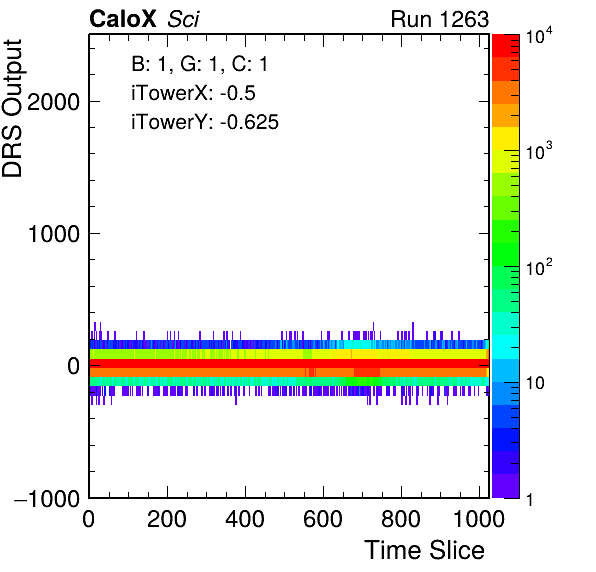 CaloX Sci Run 1263
DRS Output
B: 1, G: 1, C: 1
iTowerX: -0.5
iTowerY: -0.625
2000
1000
0
−1000
0 200 400 600 800 1000
Time Slice
10^4
10^3
10^2
10
1